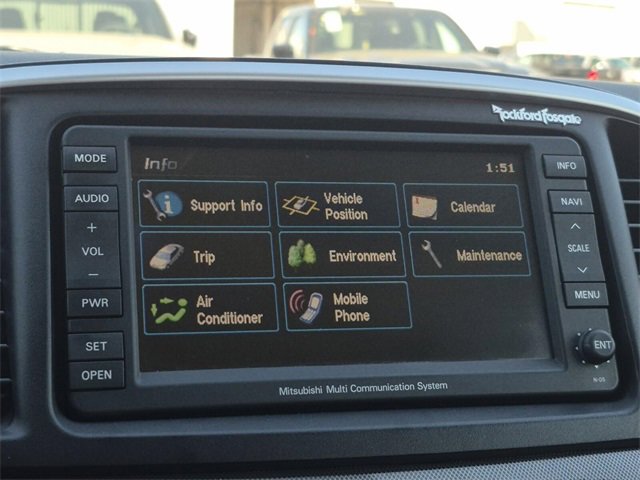 Rockford Fosgate
MODE
AUDIO
+
VOL
−
PWR
SET
OPEN
Info
1:51
Support Info
Vehicle
Position
Calendar
Trip
Environment
Maintenance
Air
Conditioner
Mobile
Phone
INFO
NAVI
SCALE
MENU
ENT
N-05
Mitsubishi Multi Communication System